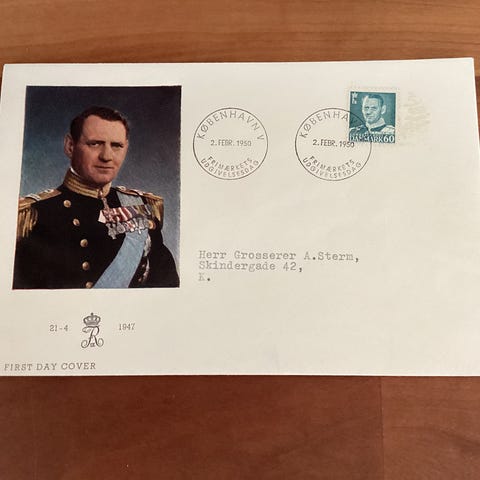 KØBENHAVN V
2. FEBR. 1950
FRIMÆRKETS
UDGIVELSESDAG
KØBENHAVN V
2. FEBR. 1950
FRIMÆRKETS
UDGIVELSESDAG
DANMARK 60
Herr Grosserer A.Sterm,
Skindergade 42,
K.
21-4 1947
FIRST DAY COVER